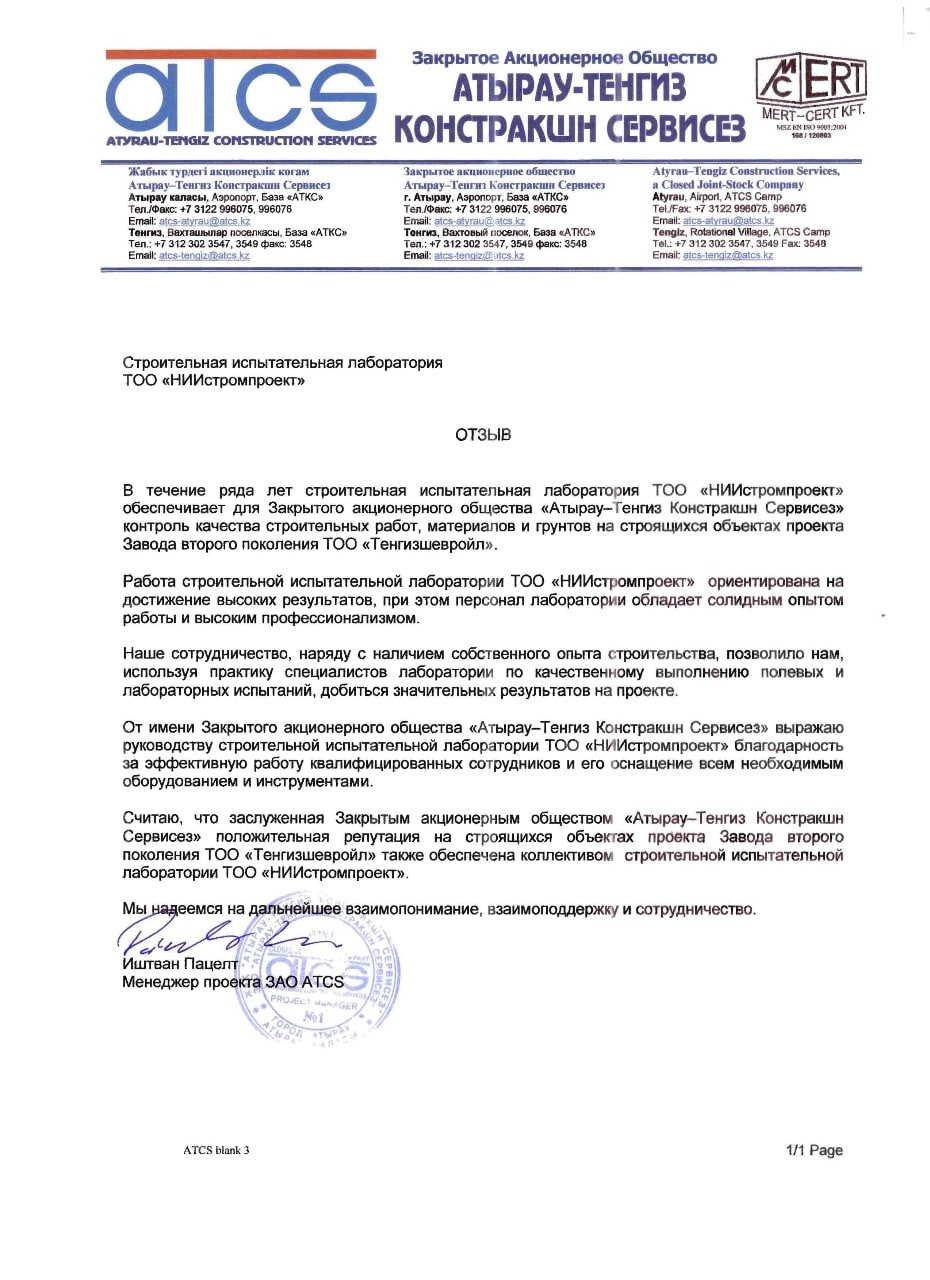 atcs
ATYRAU-TENGIZ CONSTRUCTION SERVICES
Закрытое Акционерное Общество
АТЫРАУ-ТЕНГИЗ
КОНСТРАКШН СЕРВИСЕЗ
MC CERT
MERT-CERT KFT.
MSZ EN ISO 9001:2001
168 / 120803
Жабык турдегі акционерлік когам
Атырау–Тенгиз Констракшн Сервисез
Атырау каласы, Аэропорт, База «АТКС»
Тел./Факс: +7 3122 996075, 996076
Email: atcs-atyrau@atcs.kz
Тенгиз, Вахташылар поселкасы, База «АТКС»
Тел.: +7 312 302 3547, 3549 факс: 3548
Email: atcs-tengiz@atcs.kz
Закрытое акционерное общество
Атырау–Тенгиз Констракшн Сервисез
г. Атырау, Аэропорт, База «АТКС»
Тел./Факс: +7 3122 996075, 996076
Email: atcs-atyrau@atcs.kz
Тенгиз, Вахтовый поселок, База «АТКС»
Тел.: +7 312 302 3547, 3549 факс: 3548
Email: atcs-tengiz@atcs.kz
Atyrau–Tengiz Construction Services,
a Closed Joint-Stock Company
Atyrau, Airport, ATCS Camp
Tel./Fax: +7 3122 996075, 996076
Email: atcs-atyrau@atcs.kz
Tengiz, Rotational Village, ATCS Camp
Tel.: +7 312 302 3547, 3549 Fax: 3548
Email: atcs-tengiz@atcs.kz
Строительная испытательная лаборатория
ТОО «НИИстромпроект»
ОТЗЫВ
В течение ряда лет строительная испытательная лаборатория ТОО «НИИстромпроект»
обеспечивает для Закрытого акционерного общества «Атырау–Тенгиз Констракшн Сервисез»
контроль качества строительных работ, материалов и грунтов на строящихся объектах проекта
Завода второго поколения ТОО «Тенгизшевройл».
Работа строительной испытательной лаборатории ТОО «НИИстромпроект» ориентирована на
достижение высоких результатов, при этом персонал лаборатории обладает солидным опытом
работы и высоким профессионализмом.
Наше сотрудничество, наряду с наличием собственного опыта строительства, позволило нам,
используя практику специалистов лаборатории по качественному выполнению полевых и
лабораторных испытаний, добиться значительных результатов на проекте.
От имени Закрытого акционерного общества «Атырау–Тенгиз Констракшн Сервисез» выражаю
руководству строительной испытательной лаборатории ТОО «НИИстромпроект» благодарность
за эффективную работу квалифицированных сотрудников и его оснащение всем необходимым
оборудованием и инструментами.
Считаю, что заслуженная Закрытым акционерным обществом «Атырау–Тенгиз Констракшн
Сервисез» положительная репутация на строящихся объектах проекта Завода второго
поколения ТОО «Тенгизшевройл» также обеспечена коллективом строительной испытательной
лаборатории ТОО «НИИстромпроект».
Мы надеемся на дальнейшее взаимопонимание, взаимоподдержку и сотрудничество.
Иштван Пацелт
Менеджер проекта ЗАО ATCS
atcs
PROJECT MANAGER
№1
ГОРОД АТЫРАУ
ATCS blank 3
1/1 Page